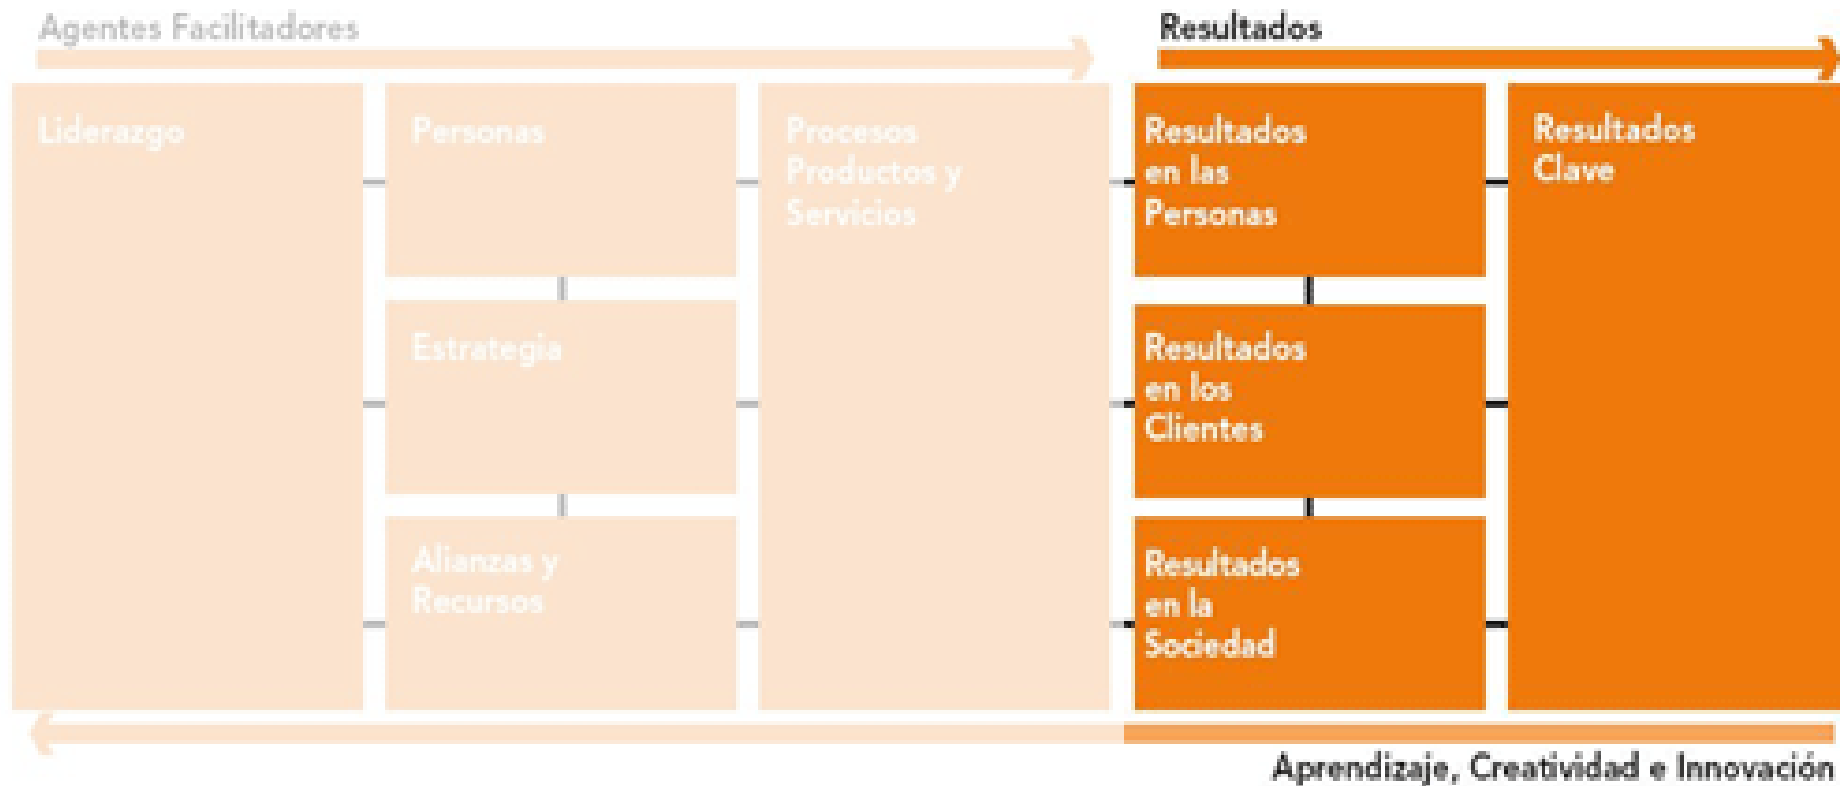 Agentes Facilitadores
Resultados
Liderazgo
Personas
Procesos
Productos y
Servicios
Resultados
en las
Personas
Resultados
Clave
Estrategia
Resultados
en los
Clientes
Alianzas y
Recursos
Resultados
en la
Sociedad
Aprendizaje, Creatividad e Innovación